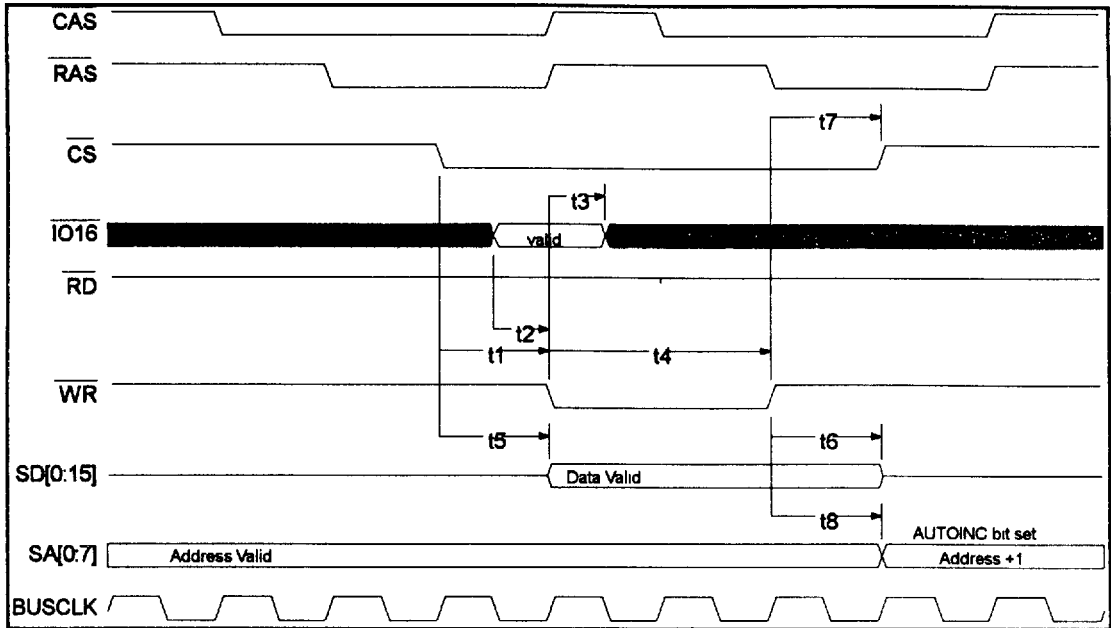 CAS
RAS
t7
CS
t3
IO16
valid
RD
t2
t1
t4
WR
t5
t6
SD[0:15]
Data Valid
t8
AUTOINC bit set
SA[0:7]
Address Valid
Address +1
BUSCLK